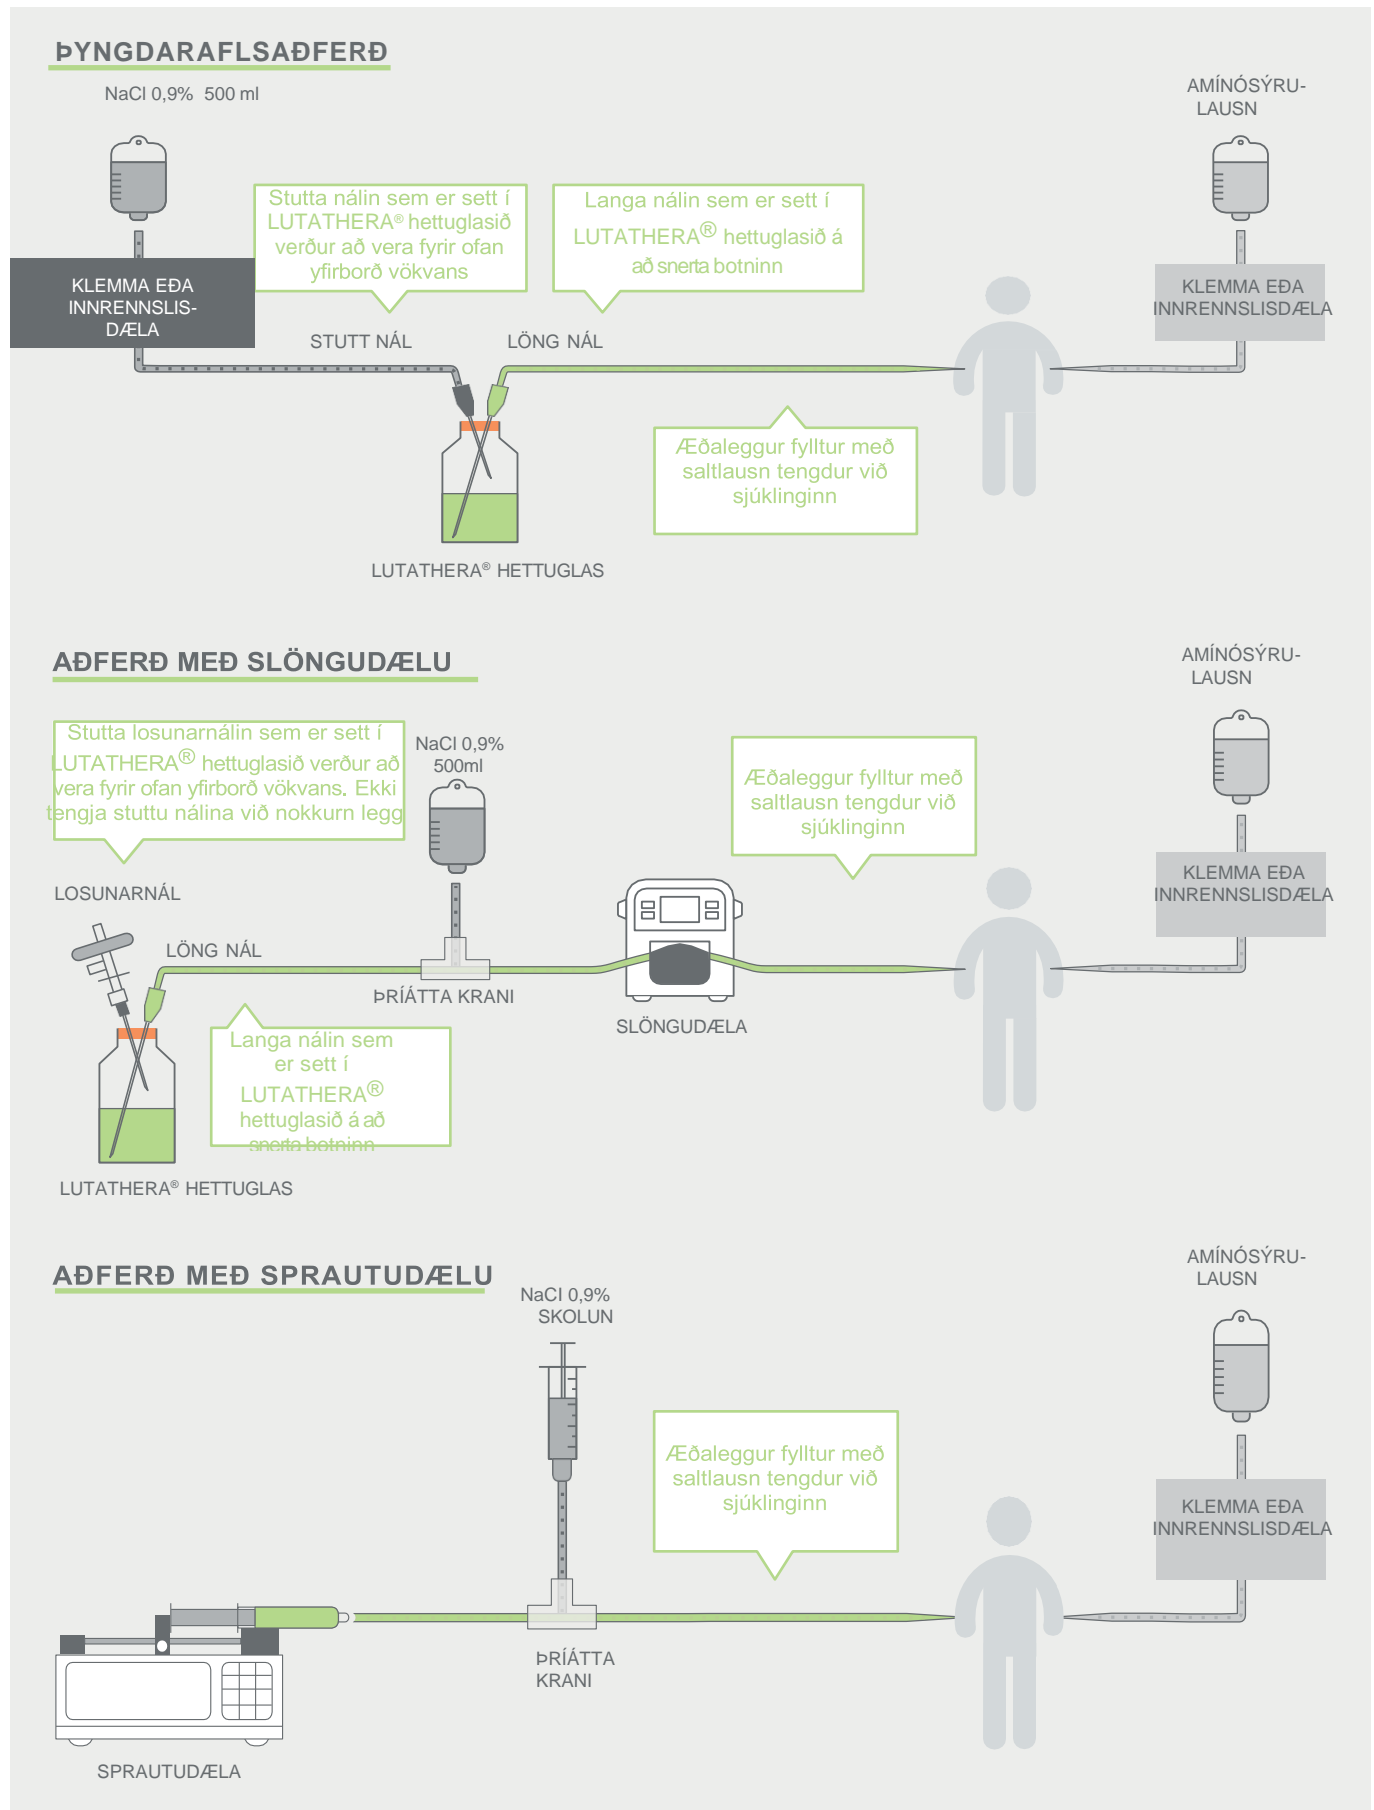 ÞYNGDARAFLSAÐFERÐ
NaCl 0,9% 500 ml
AMÍNÓSÝRU-
LAUSN
Stutta nálin sem er sett í
LUTATHERA® hettuglasið
verður að vera fyrir ofan
yfirborð vökvans
Langa nálin sem er sett í
LUTATHERA® hettuglasið á
að snerta botninn
KLEMMA EÐA
INNRENNSLIS-
DÆLA
KLEMMA EÐA
INNRENNSLISDÆLA
STUTT NÁL
LÖNG NÁL
Æðaleggur fylltur með
saltlausn tengdur við
sjúklinginn
LUTATHERA® HETTUGLAS
AÐFERÐ MEÐ SLÖNGUDÆLU
AMÍNÓSÝRU-
LAUSN
Stutta losunarnálin sem er sett í
LUTATHERA® hettuglasið verður að
vera fyrir ofan yfirborð vökvans. Ekki
tengja stuttu nálina við nokkurn legg
NaCl 0,9%
500ml
Æðaleggur fylltur með
saltlausn tengdur við
sjúklinginn
KLEMMA EÐA
INNRENNSLISDÆLA
LOSUNARNÁL
LÖNG NÁL
ÞRÍÁTTA KRANI
SLÖNGUDÆLA
Langa nálin sem
er sett í
LUTATHERA®
hettuglasið á að
snerta botninn
LUTATHERA® HETTUGLAS
AÐFERÐ MEÐ SPRAUTUDÆLU
AMÍNÓSÝRU-
LAUSN
NaCl 0,9%
SKOLUN
Æðaleggur fylltur með
saltlausn tengdur við
sjúklinginn
KLEMMA EÐA
INNRENNSLISDÆLA
ÞRÍÁTTA
KRANI
SPRAUTUDÆLA